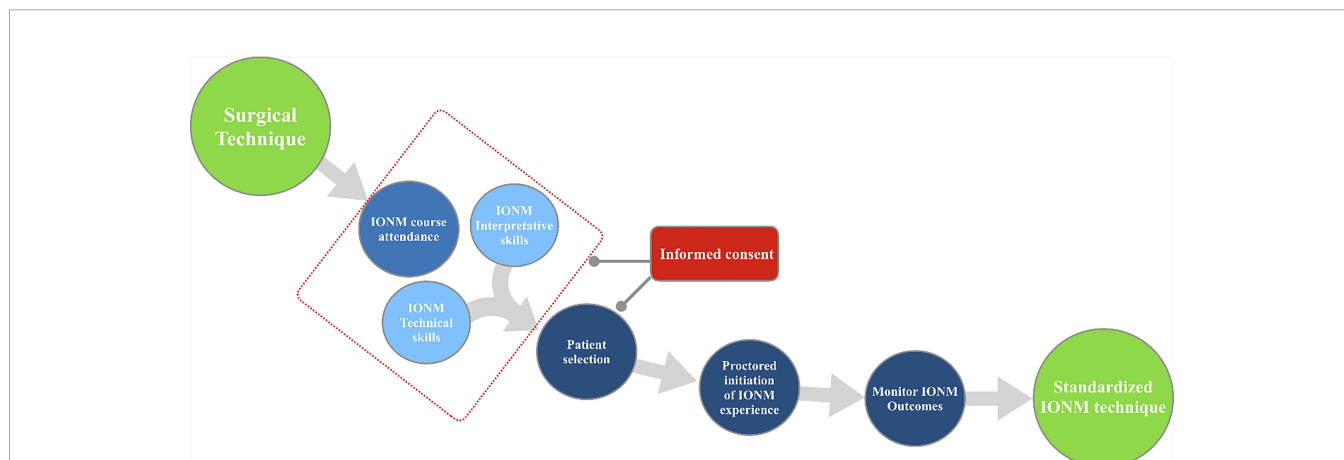 Surgical
Technique
IONM course
attendance
IONM
Interpretative
skills
IONM
Technical
skills
Informed consent
Patient
selection
Proctored
initiation
of IONM
experience
Monitor IONM
Outcomes
Standardized
IONM technique